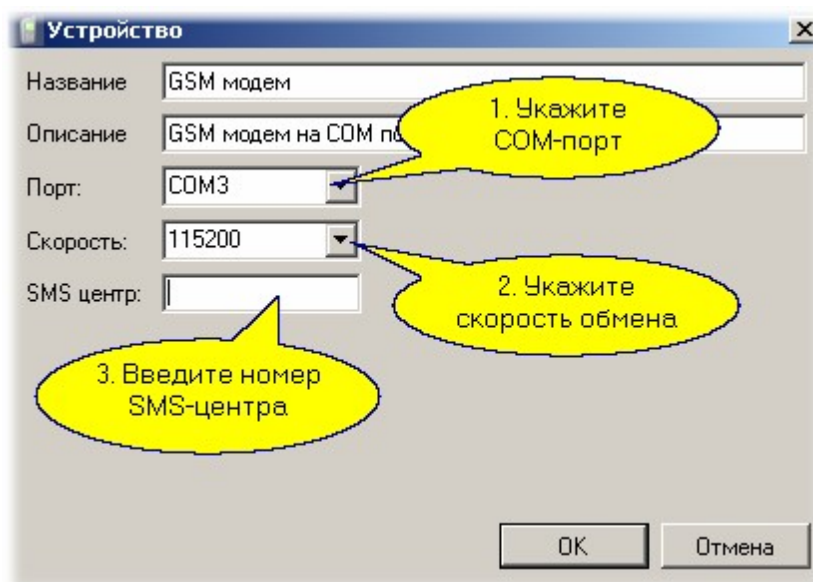 Устройство
Название GSM модем
1. Укажите
COM-порт
Описание GSM модем на COM по
Порт: COM3
Скорость: 115200
2. Укажите
скорость обмена
SMS центр:
3. Введите номер
SMS-центра
OK Отмена